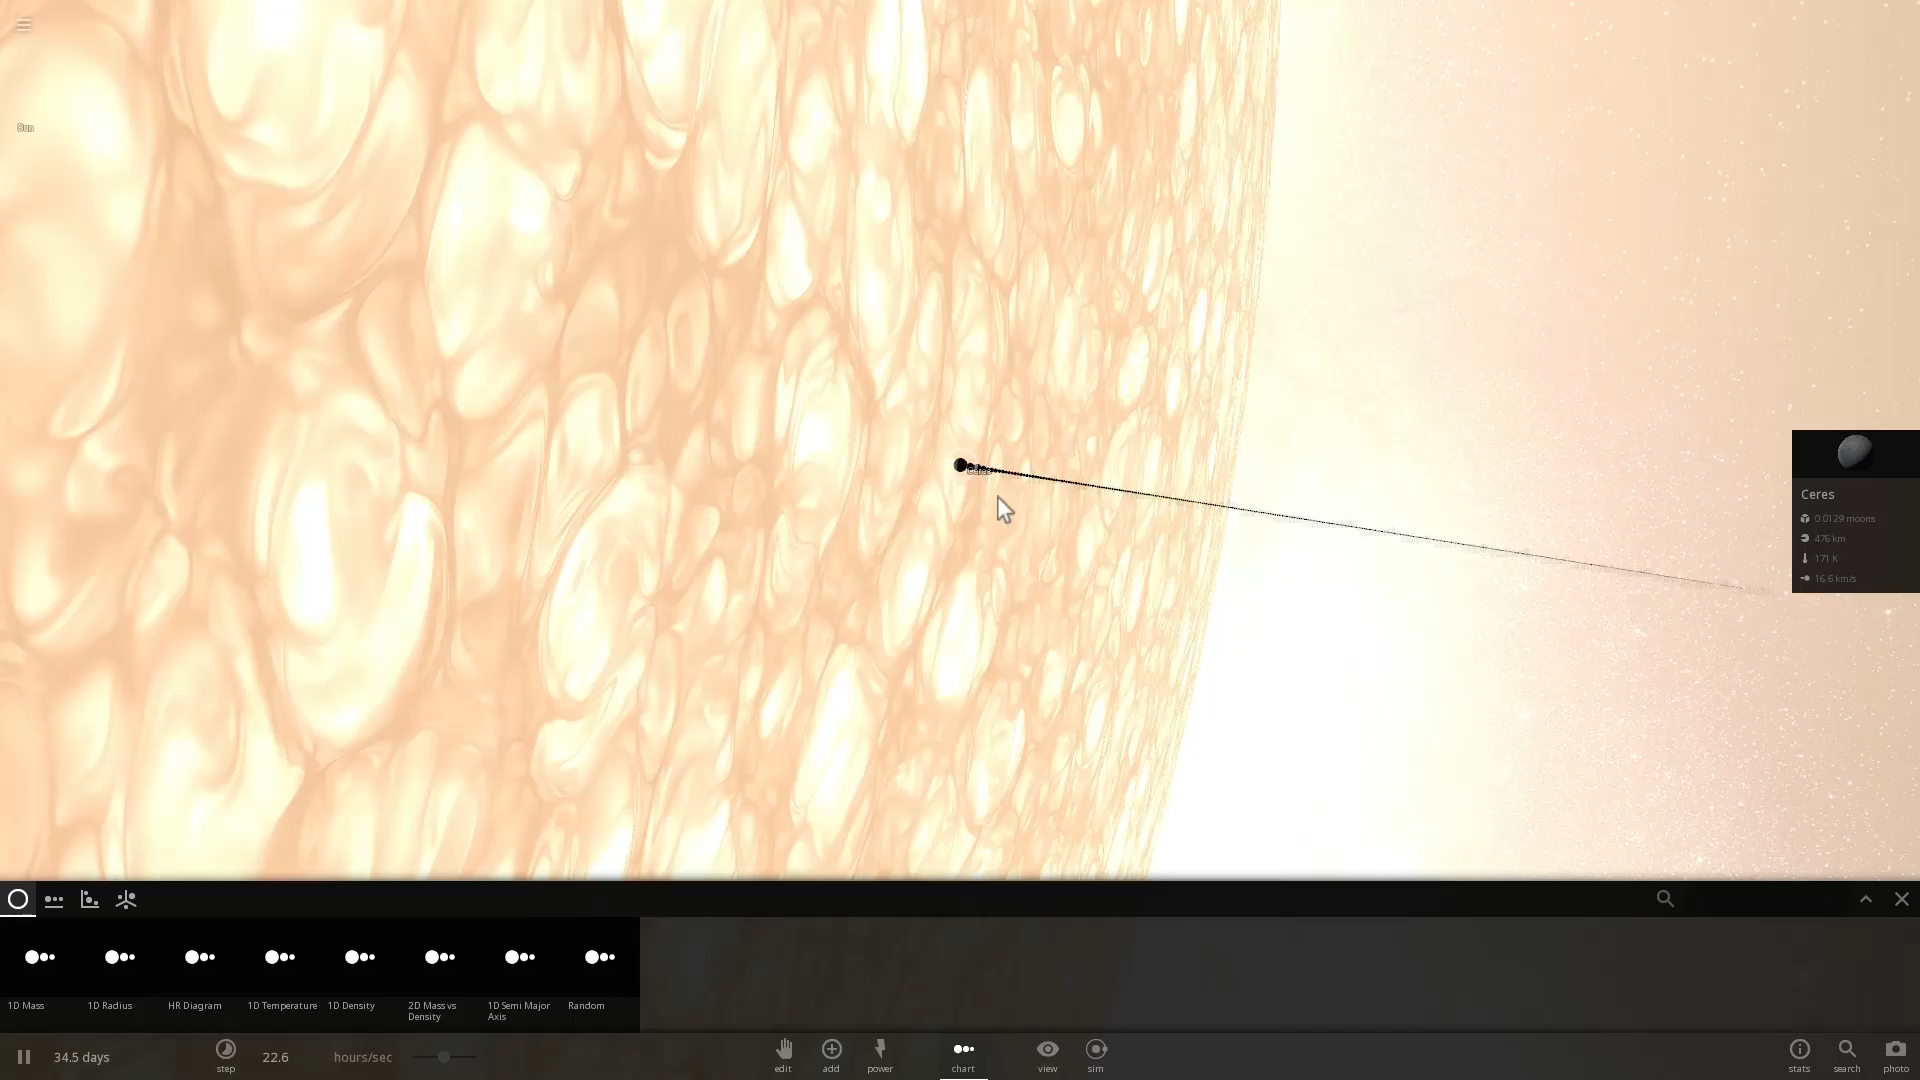 Sun
Ceres
Ceres
0.0129 moons
476 km
171 K
16.6 km/s
1D Mass
1D Radius
HR Diagram
1D Temperature
1D Density
2D Mass vs
Density
1D Semi Major
Axis
Random
34.5 days
step
22.6
hours/sec
edit
add
power
chart
view
sim
stats
search
photo